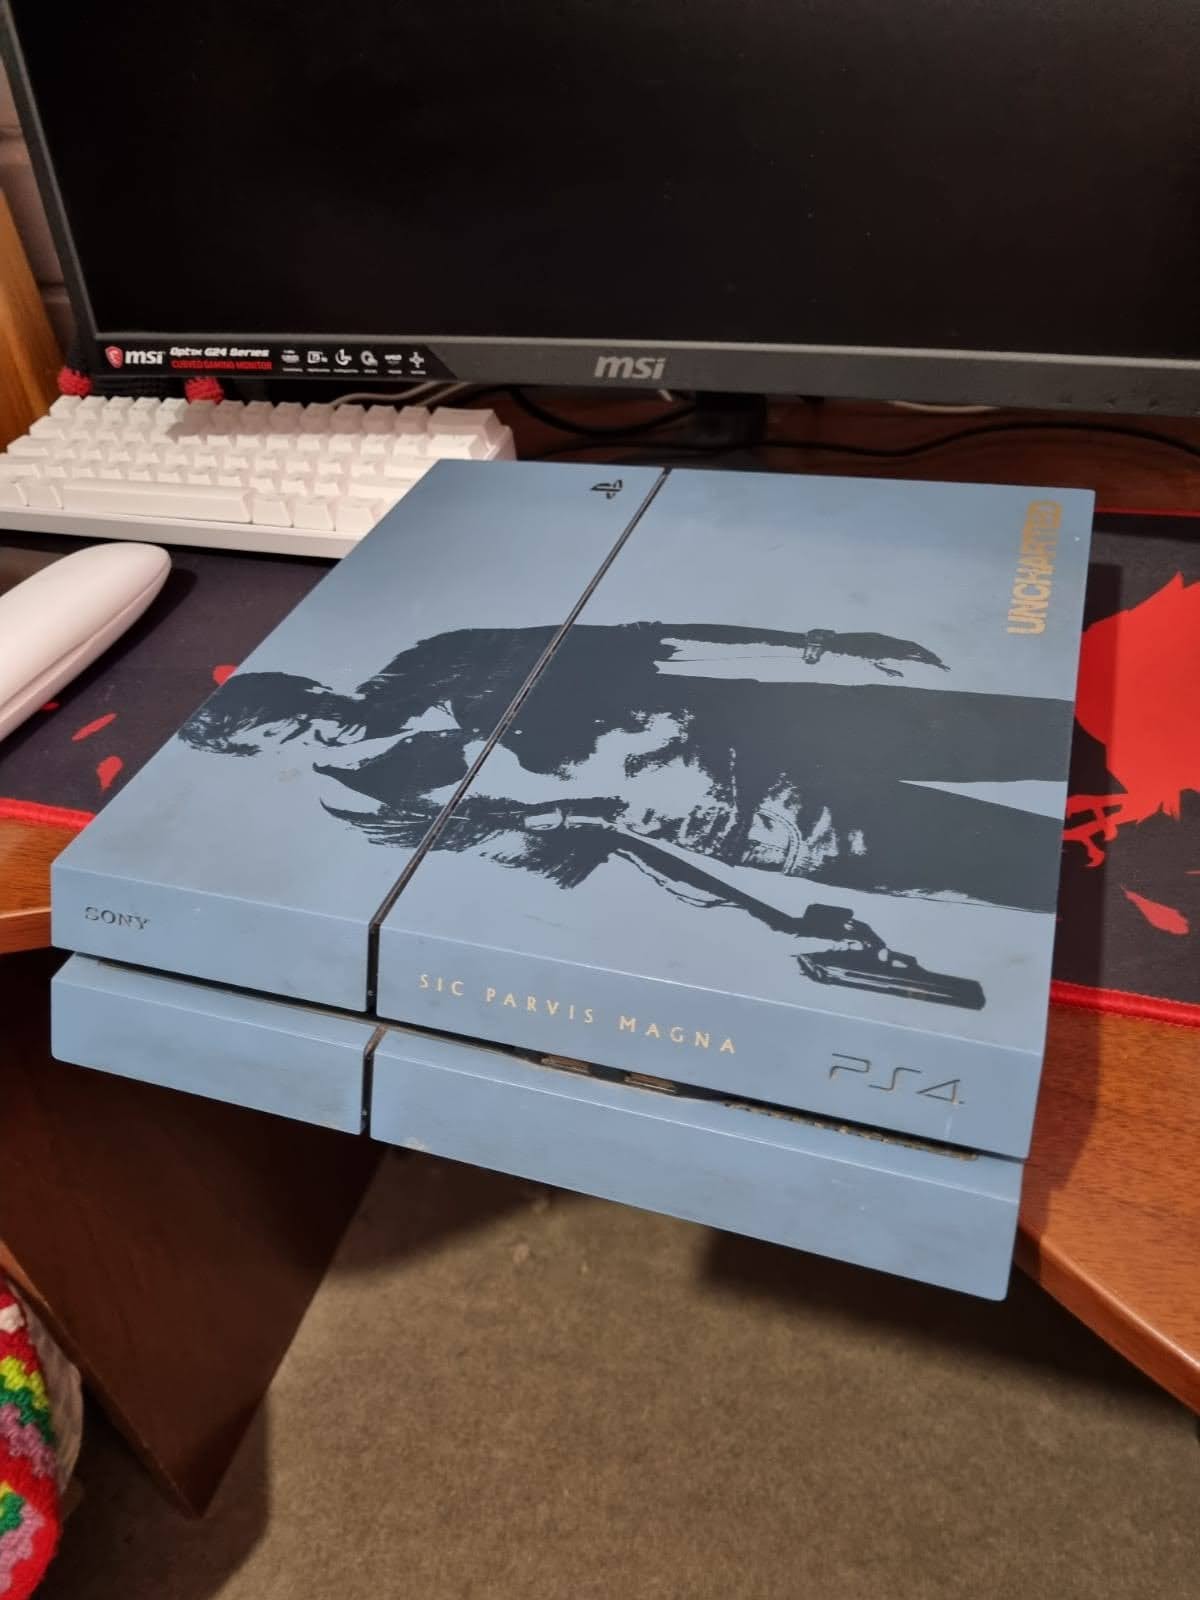 msi Optix G24 Series
CURVED GAMING MONITOR
msi
UNCHARTED
SONY
SIC PARVIS MAGNA
PS4